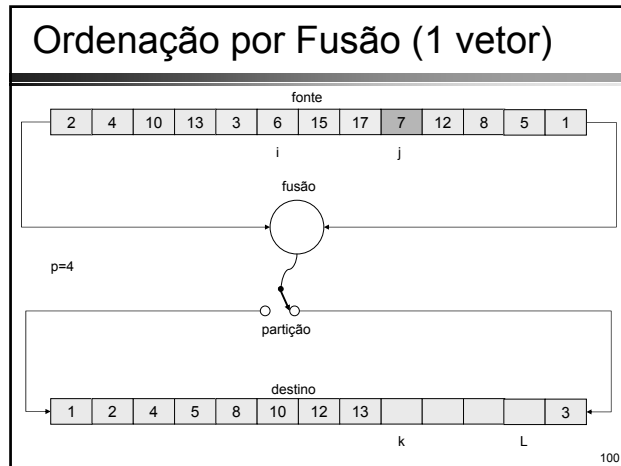 Ordenação por Fusão (1 vetor)
fonte
2 4 10 13 3 6 15 17 7 12 8 5 1
i j
fusão
p=4
partição
destino
1 2 4 5 8 10 12 13 3
k L
100